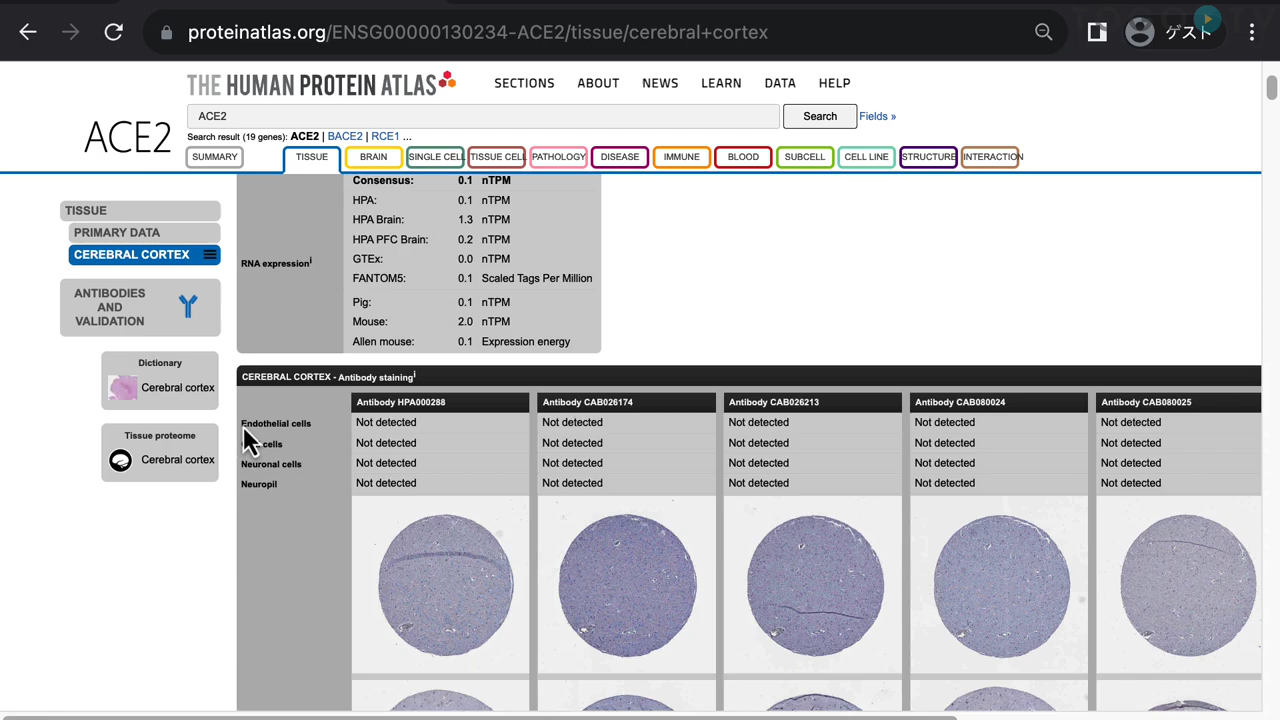 proteinatlas.org/ENSG00000130234-ACE2/tissue/cerebral+cortex
ゲスト
THE HUMAN PROTEIN ATLAS
SECTIONS ABOUT NEWS LEARN DATA HELP
ACE2
ACE2 Search Fields »
Search result (19 genes): ACE2 | BACE2 | RCE1 ...
SUMMARY TISSUE BRAIN SINGLE CELL TISSUE CELL PATHOLOGY DISEASE IMMUNE BLOOD SUBCELL CELL LINE STRUCTURE INTERACTION
TISSUE
PRIMARY DATA
CEREBRAL CORTEX
ANTIBODIES
AND
VALIDATION
Dictionary
Cerebral cortex
Tissue proteome
Cerebral cortex
RNA expressioni
Consensus: 0.1 nTPM
HPA: 0.1 nTPM
HPA Brain: 1.3 nTPM
HPA PFC Brain: 0.2 nTPM
GTEx: 0.0 nTPM
FANTOM5: 0.1 Scaled Tags Per Million
Pig: 0.1 nTPM
Mouse: 2.0 nTPM
Allen mouse: 0.1 Expression energy
CEREBRAL CORTEX - Antibody stainingi
Antibody HPA000288 Antibody CAB026174 Antibody CAB026213 Antibody CAB080024 Antibody CAB080025
Endothelial cells Not detected Not detected Not detected Not detected Not detected
cells Not detected Not detected Not detected Not detected Not detected
Neuronal cells Not detected Not detected Not detected Not detected Not detected
Neuropil Not detected Not detected Not detected Not detected Not detected